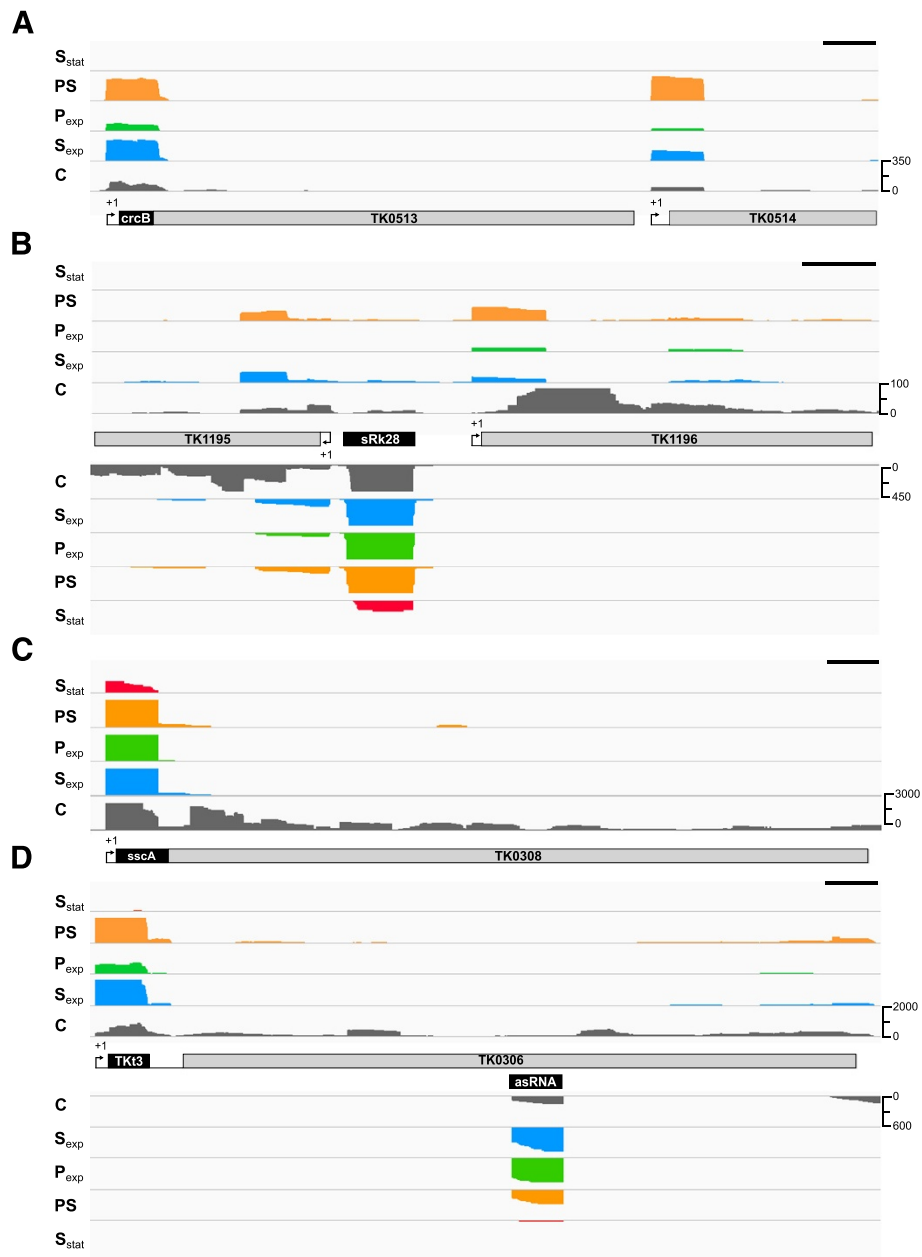 A
Sstat
PS
Pexp
Sexp
C
350
0
+1
+1
crcB
TK0513
TK0514
B
Sstat
PS
Pexp
Sexp
C
100
0
+1
TK1195
sRk28
TK1196
+1
C
0
450
Sexp
Pexp
PS
Sstat
C
Sstat
PS
Pexp
Sexp
C
3000
0
+1
sscA
TK0308
D
Sstat
PS
Pexp
Sexp
C
2000
0
+1
TKt3
TK0306
asRNA
C
0
600
Sexp
Pexp
PS
Sstat